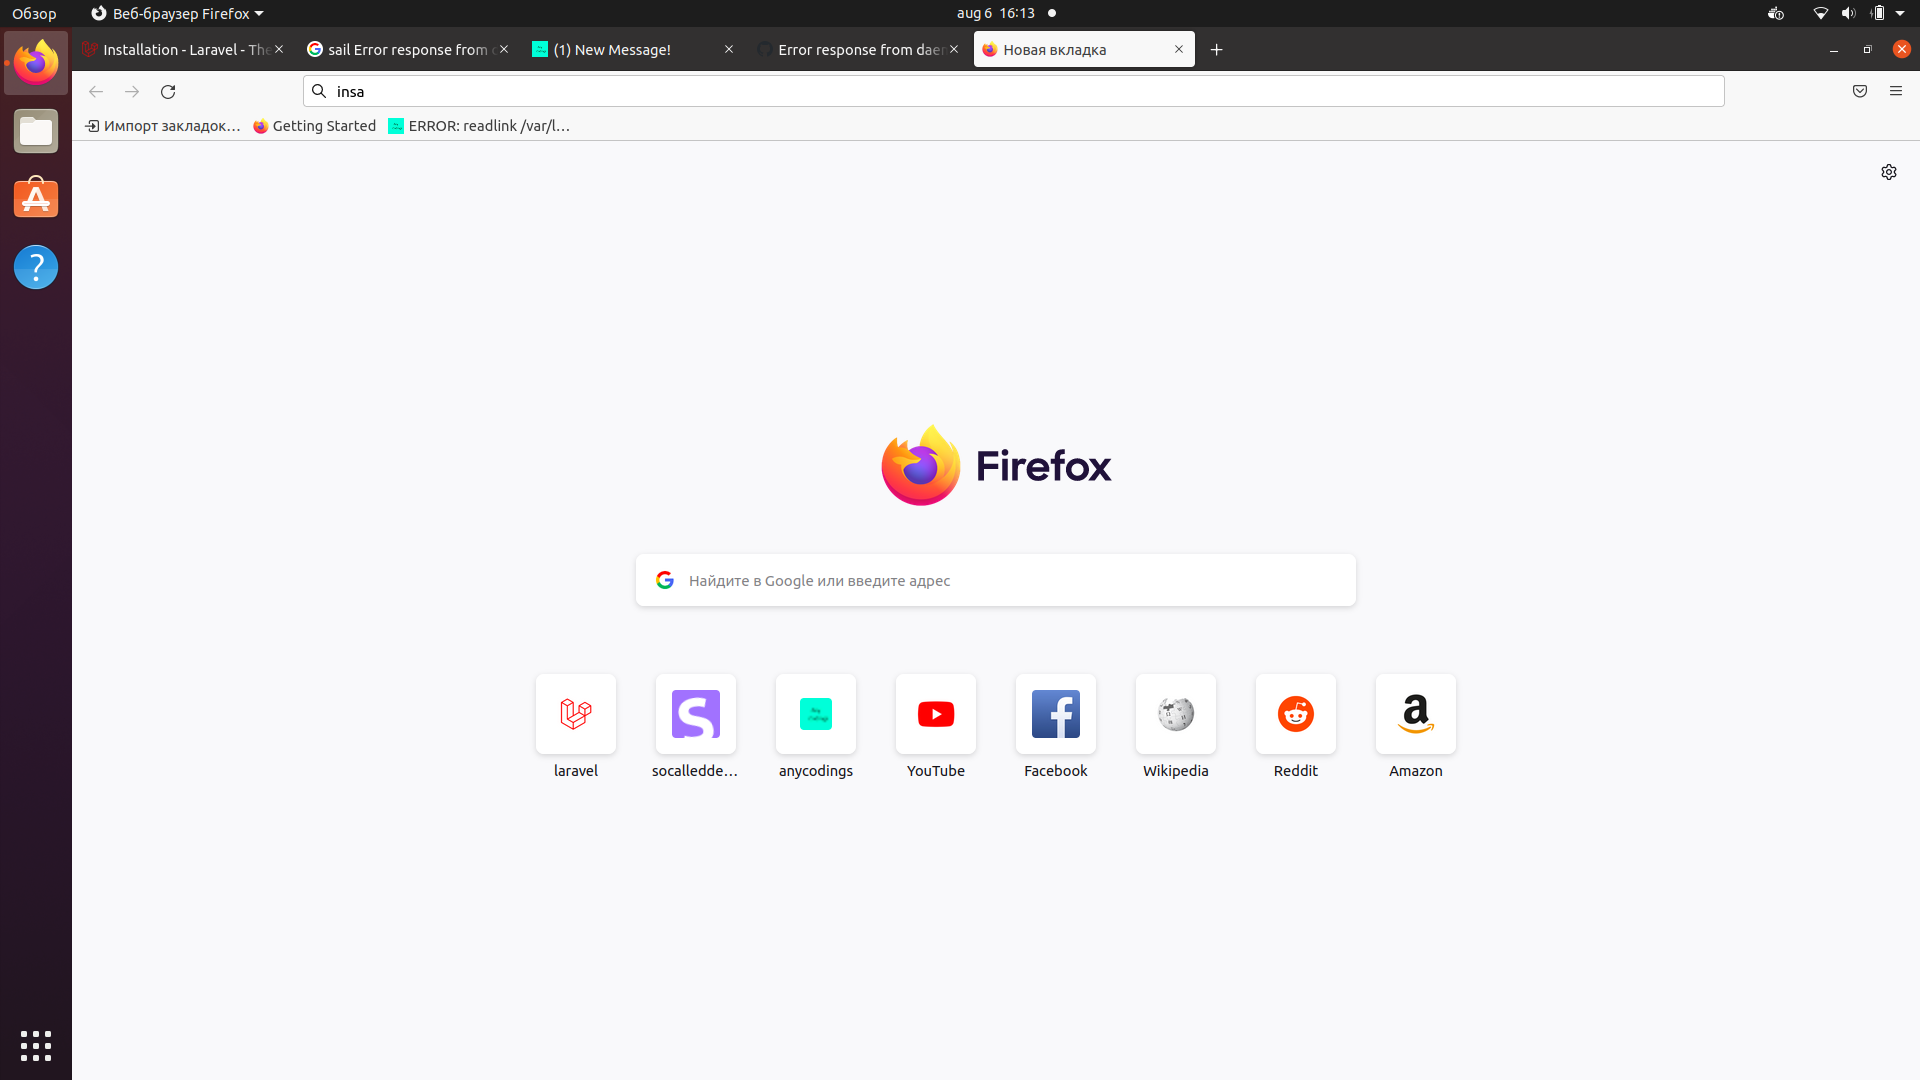 Обзор
Веб-браузер Firefox
aug 6 16:13
Installation - Laravel - The
sail Error response from
(1) New Message!
Error response from daer
Новая вкладка
insa
Импорт закладок…
Getting Started
ERROR: readlink /var/l…
Firefox
Найдите в Google или введите адрес
laravel
socalledde…
anycodings
YouTube
Facebook
Wikipedia
Reddit
Amazon